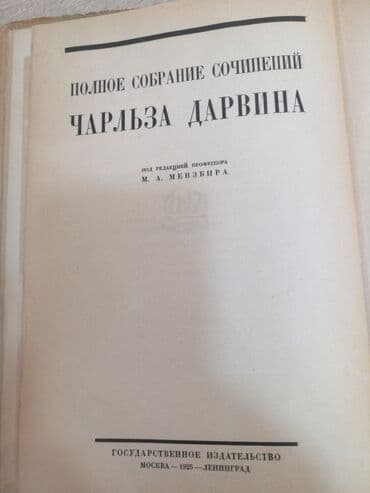 ПОЛНОЕ СОБРАНИЕ СОЧИНЕНИЙ
ЧАРЛЬЗА ДАРВИНА
ПОД РЕДАКЦИЕЙ ПРОФЕССОРА
М. А. МЕНЗБИРА
ГОСУДАРСТВЕННОЕ ИЗДАТЕЛЬСТВО
МОСКВА — 1925 — ЛЕНИНГРАД